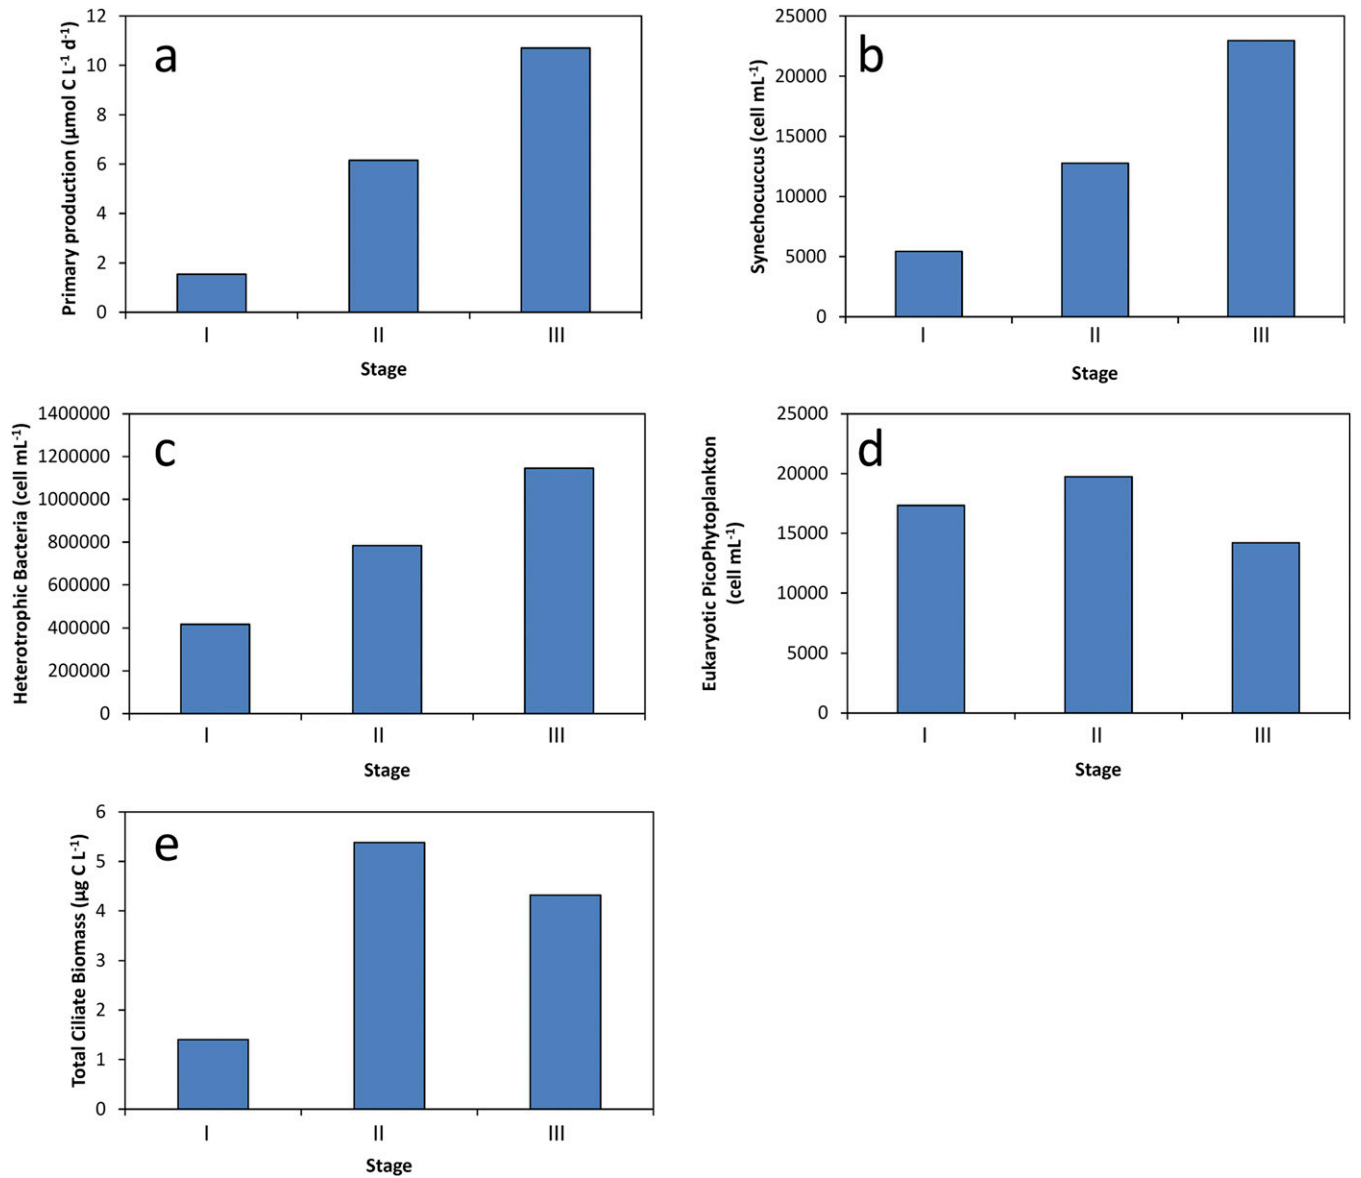 a
Primary production (µmol C L-1 d-1)
12
10
8
6
4
2
0
I II III
Stage
b
Synechocuccus (cell mL-1)
25000
20000
15000
10000
5000
0
I II III
Stage
c
Heterotrophic Bacteria (cell mL-1)
1400000
1200000
1000000
800000
600000
400000
200000
0
I II III
Stage
d
Eukaryotic PicoPhytoplankton
(cell mL-1)
25000
20000
15000
10000
5000
0
I II III
Stage
e
Total Ciliate Biomass (µg C L-1)
6
5
4
3
2
1
0
I II III
Stage